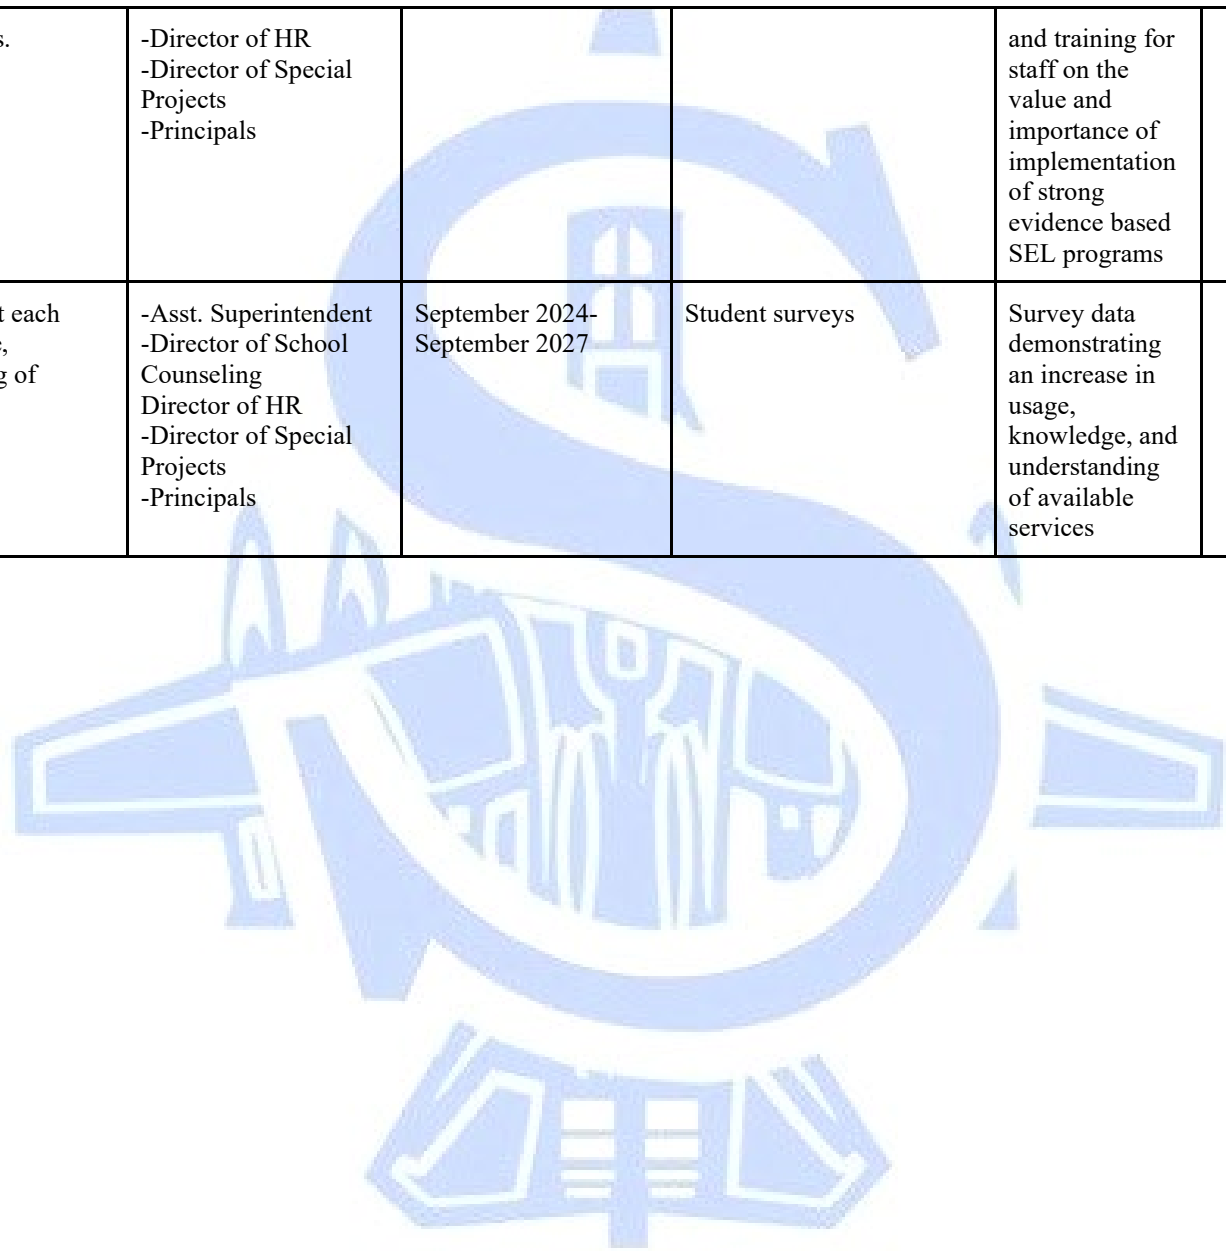 s.
-Director of HR
-Director of Special
Projects
-Principals
and training for
staff on the
value and
importance of
implementation
of strong
evidence based
SEL programs
t each
e,
g of
-Asst. Superintendent
-Director of School
Counseling
Director of HR
-Director of Special
Projects
-Principals
September 2024-
September 2027
Student surveys
Survey data
demonstrating
an increase in
usage,
knowledge, and
understanding
of available
services